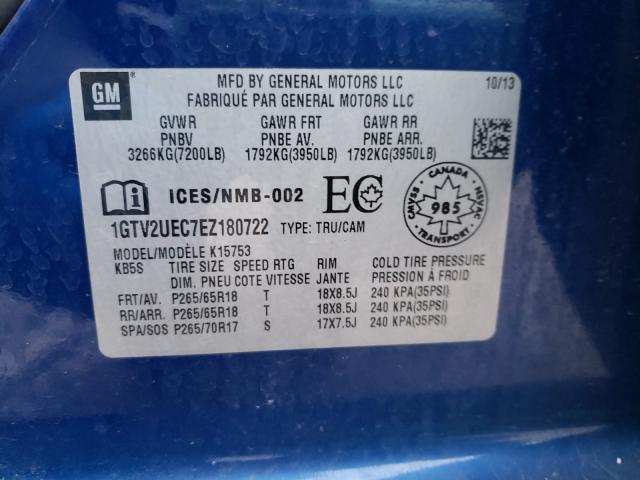 GM ®
MFD BY GENERAL MOTORS LLC 10/13
FABRIQUÉ PAR GENERAL MOTORS LLC
GVWR GAWR FRT GAWR RR
PNBV PNBE AV. PNBE ARR.
3266KG(7200LB) 1792KG(3950LB) 1792KG(3950LB)
ICES/NMB-002 EC
CANADA
CMVSS 985 NSVAC
TRANSPORT
1GTV2UEC7EZ180722 TYPE: TRU/CAM
MODEL/MODÈLE K15753
KB5S TIRE SIZE SPEED RTG RIM COLD TIRE PRESSURE
DIM. PNEU COTE VITESSE JANTE PRESSION À FROID
FRT/AV. P265/65R18 T 18X8.5J 240 KPA(35PSI)
RR/ARR. P265/65R18 T 18X8.5J 240 KPA(35PSI)
SPA/SOS P265/70R17 S 17X7.5J 240 KPA(35PSI)